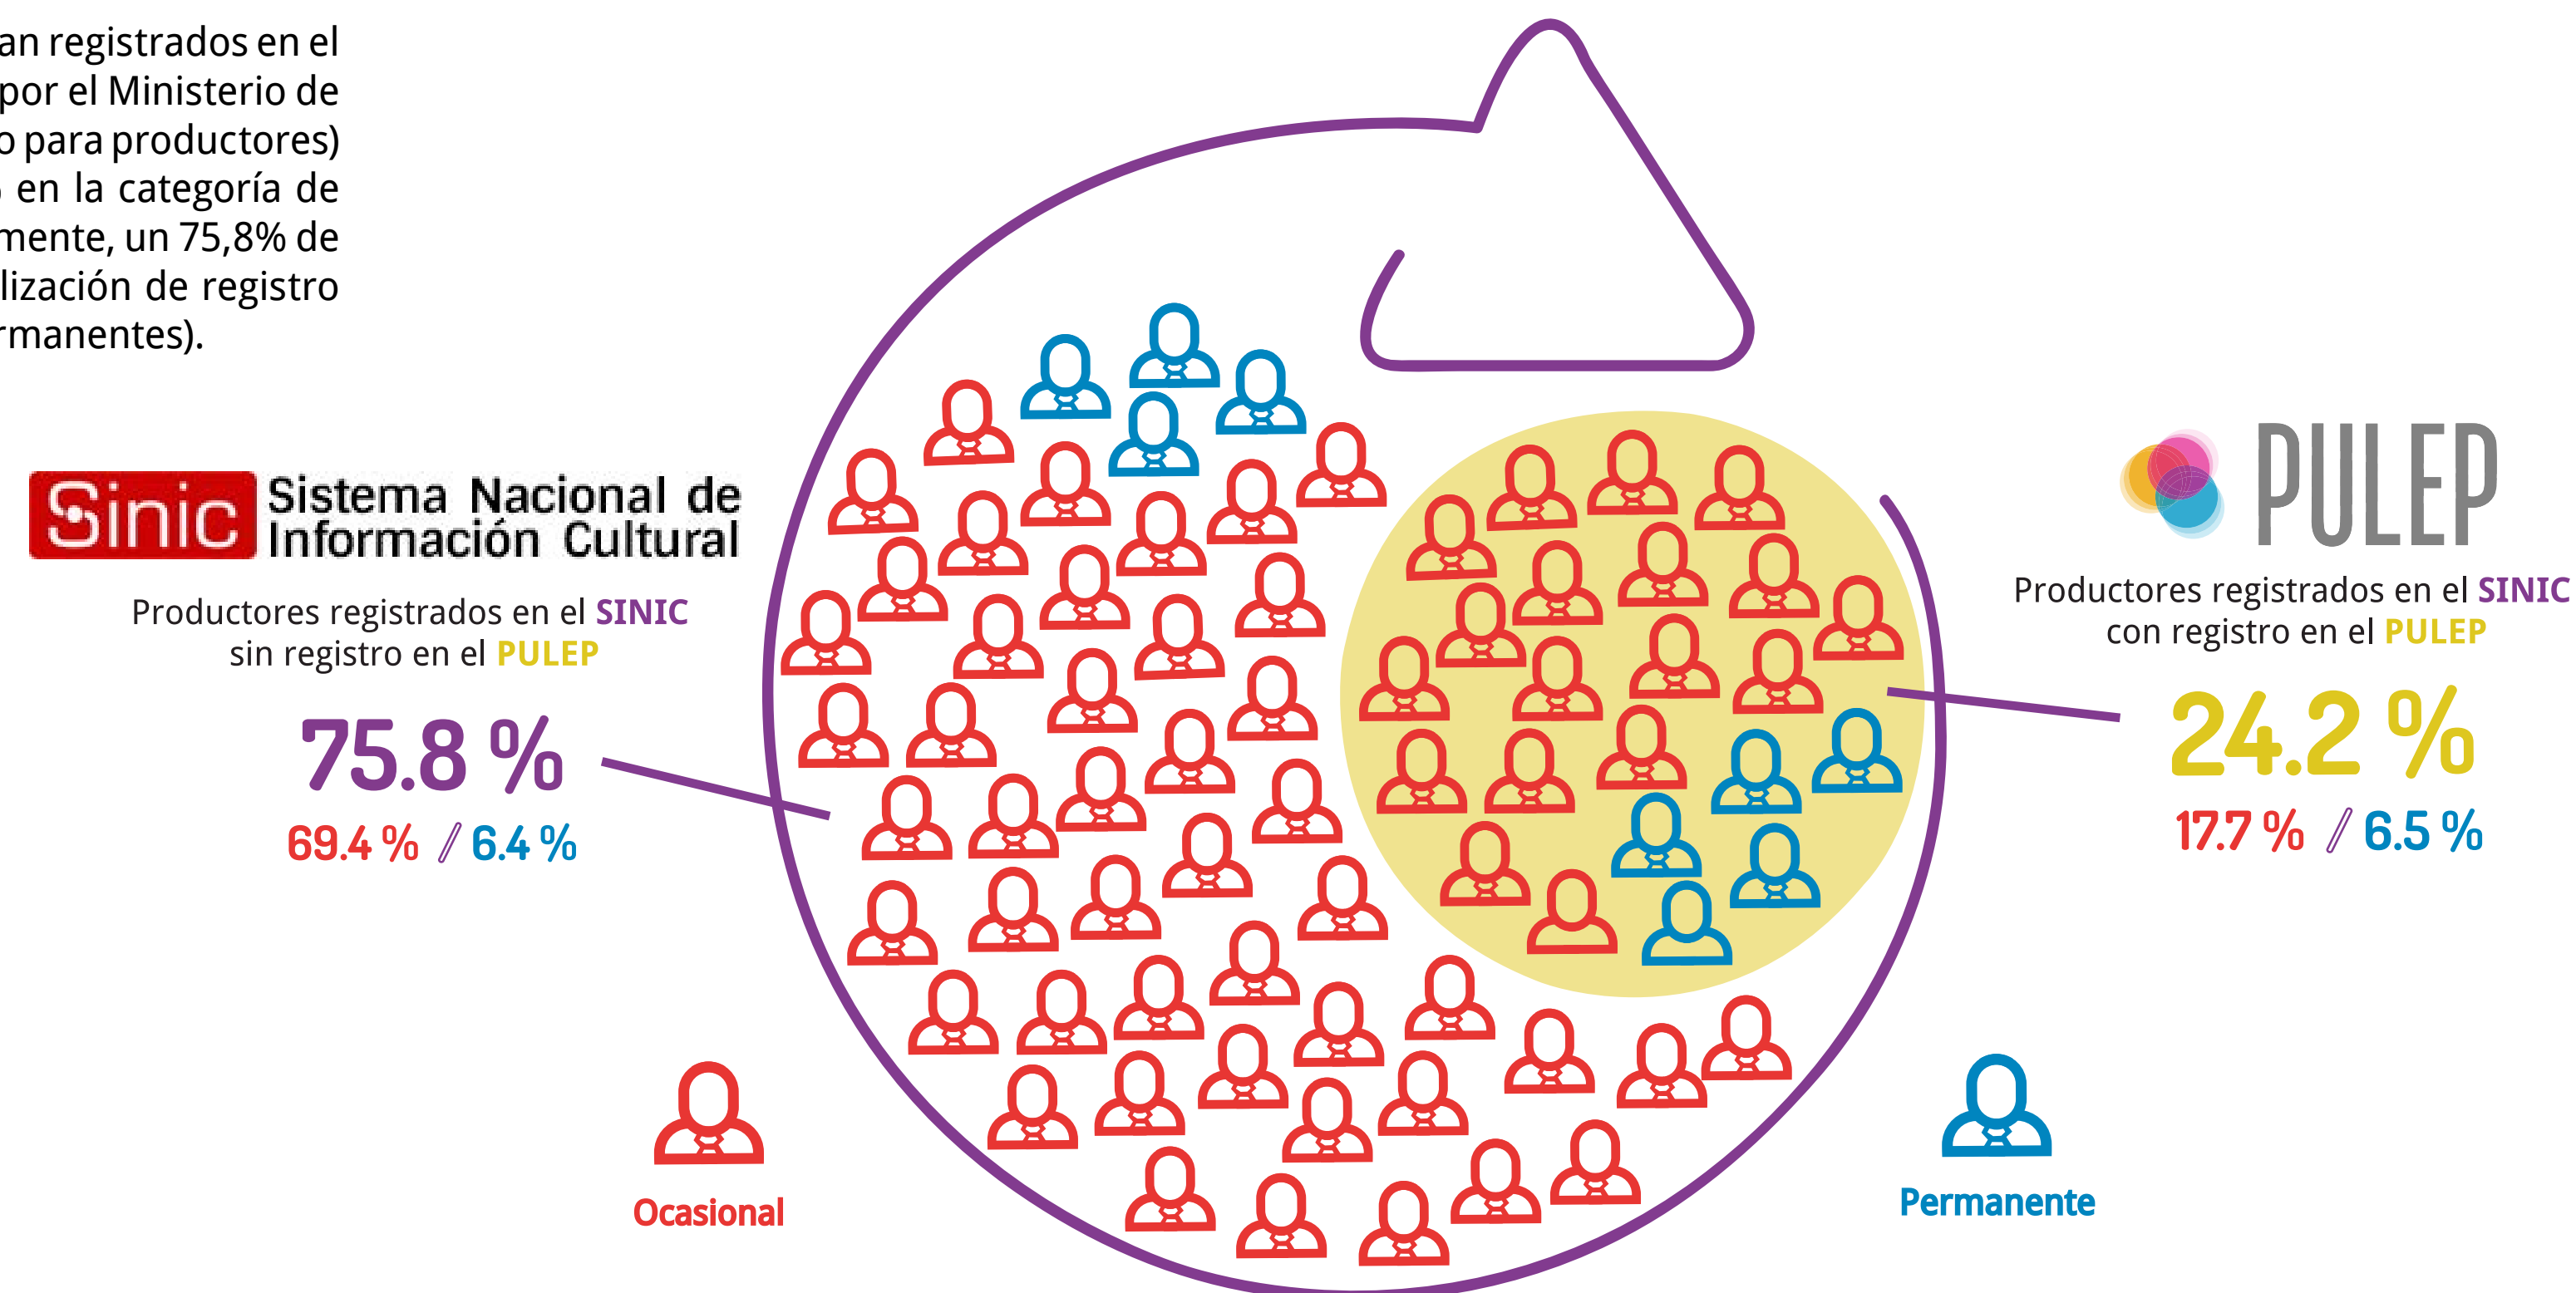 an registrados en el
por el Ministerio de
o para productores)
en la categoría de
mente, un 75,8% de
lización de registro
rmanentes).
Sinic Sistema Nacional de
Información Cultural
Productores registrados en el SINIC
sin registro en el PULEP
75.8 %
69.4 % / 6.4 %
PULEP
Productores registrados en el SINIC
con registro en el PULEP
24.2 %
17.7 % / 6.5 %
Ocasional
Permanente